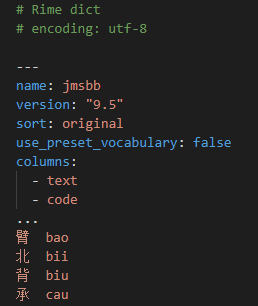 # Rime dict
# encoding: utf-8
---
name: jmsbb
version: "9.5"
sort: original
use_preset_vocabulary: false
columns:
  - text
  - code
...
臂	bao
北	bii
背	biu
承	cau